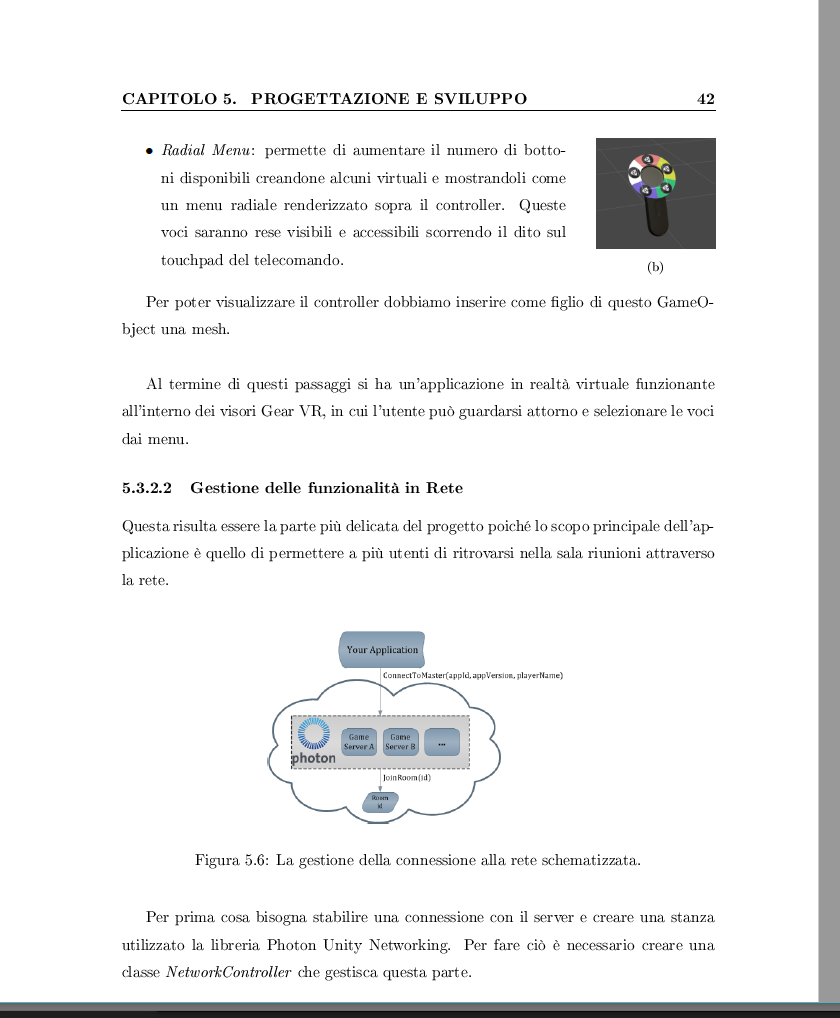 CAPITOLO 5. PROGETTAZIONE E SVILUPPO 42
• Radial Menu: permette di aumentare il numero di botto-
ni disponibili creandone alcuni virtuali e mostrandoli come
un menu radiale renderizzato sopra il controller. Queste
voci saranno rese visibili e accessibili scorrendo il dito sul
touchpad del telecomando.
(b)
Per poter visualizzare il controller dobbiamo inserire come figlio di questo GameO-
bject una mesh.
Al termine di questi passaggi si ha un'applicazione in realtà virtuale funzionante
all'interno dei visori Gear VR, in cui l'utente può guardarsi attorno e selezionare le voci
dai menu.
5.3.2.2 Gestione delle funzionalità in Rete
Questa risulta essere la parte più delicata del progetto poiché lo scopo principale dell'ap-
plicazione è quello di permettere a più utenti di ritrovarsi nella sala riunioni attraverso
la rete.
Your Application
ConnectToMaster(appId, appVersion, playerName)
photon
Game
Server A
Game
Server B
...
JoinRoom(id)
Room
id
Figura 5.6: La gestione della connessione alla rete schematizzata.
Per prima cosa bisogna stabilire una connessione con il server e creare una stanza
utilizzato la libreria Photon Unity Networking. Per fare ciò è necessario creare una
classe NetworkController che gestisca questa parte.